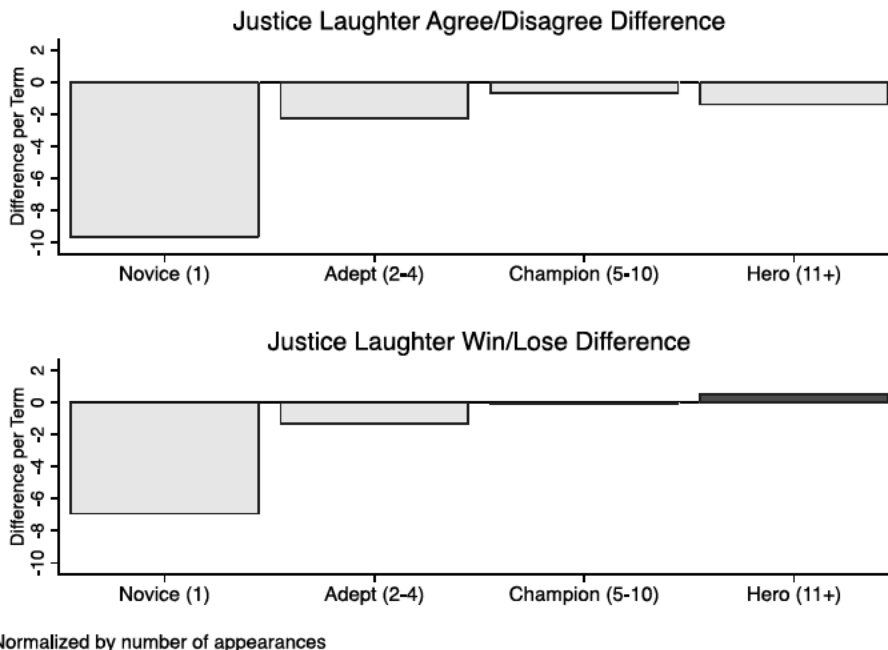 Justice Laughter Agree/Disagree Difference
Difference per Term
2
0
-2
-4
-6
-8
-10
Novice (1) Adept (2-4) Champion (5-10) Hero (11+)
Justice Laughter Win/Lose Difference
Difference per Term
2
0
-2
-4
-6
-8
-10
Novice (1) Adept (2-4) Champion (5-10) Hero (11+)
Normalized by number of appearances